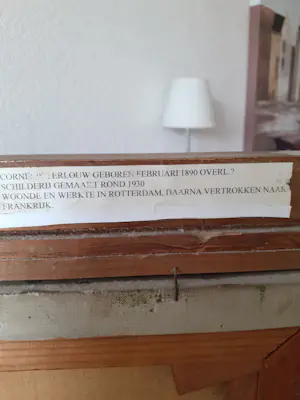 GEBOREN FEBRUARI 1890 OVERL.?
SCHILDERIJ GEMAAKT ROND 1930
WOONDE EN WERKTE IN ROTTERDAM, DAARNA VERTROKKEN NAAR
FRANKRIJK.